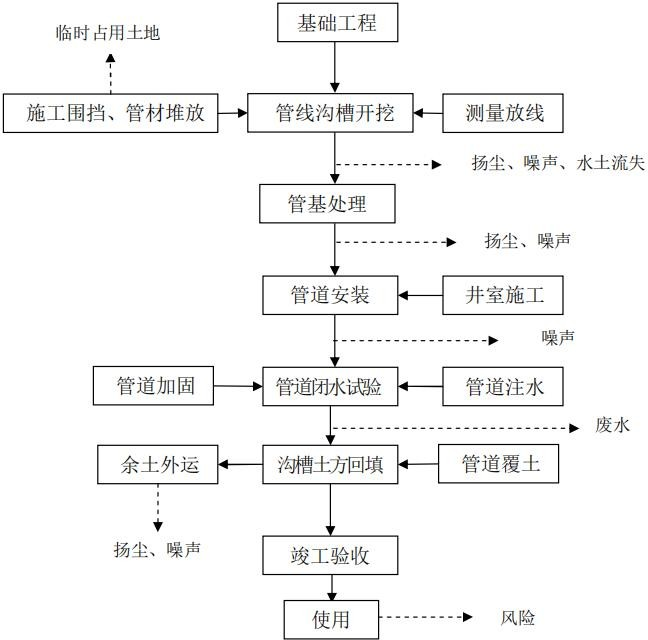 基础工程
临时占用土地
施工围挡、管材堆放
管线沟槽开挖
测量放线
扬尘、噪声、水土流失
管基处理
扬尘、噪声
管道安装
井室施工
噪声
管道加固
管道闭水试验
管道注水
废水
余土外运
沟槽土方回填
管道覆土
扬尘、噪声
竣工验收
使用
风险